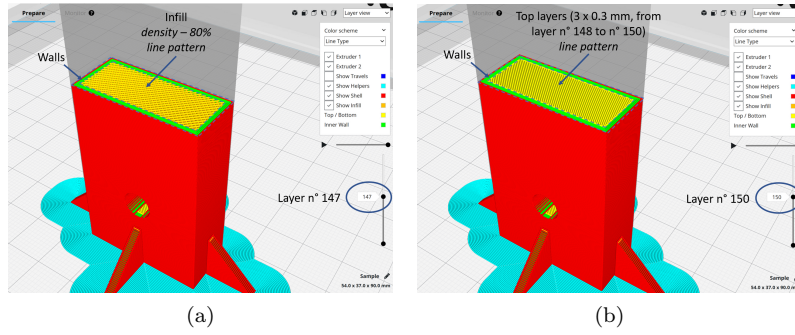 Prepare
Layer view
Infill
density – 80%
line pattern
Walls
Color scheme
Line Type
Extruder 1
Extruder 2
Show Travels
Show Helpers
Show Shell
Show Infill
Top / Bottom
Inner Wall
Layer n° 147
147
Sample
54.0 x 37.0 x 90.0 mm
(a)
Prepare
Layer view
Top layers (3 x 0.3 mm, from
layer n° 148 to n° 150)
line pattern
Walls
Color scheme
Line Type
Extruder 1
Extruder 2
Show Travels
Show Helpers
Show Shell
Show Infill
Top / Bottom
Inner Wall
Layer n° 150
150
Sample
54.0 x 37.0 x 90.0 mm
(b)